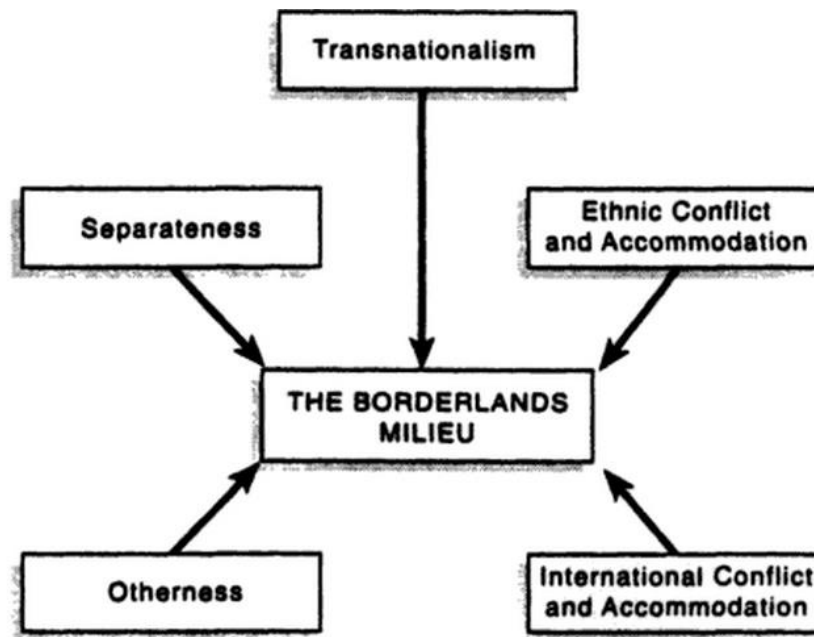 Transnationalism
Separateness
Ethnic Conflict
and Accommodation
THE BORDERLANDS
MILIEU
Otherness
International Conflict
and Accommodation